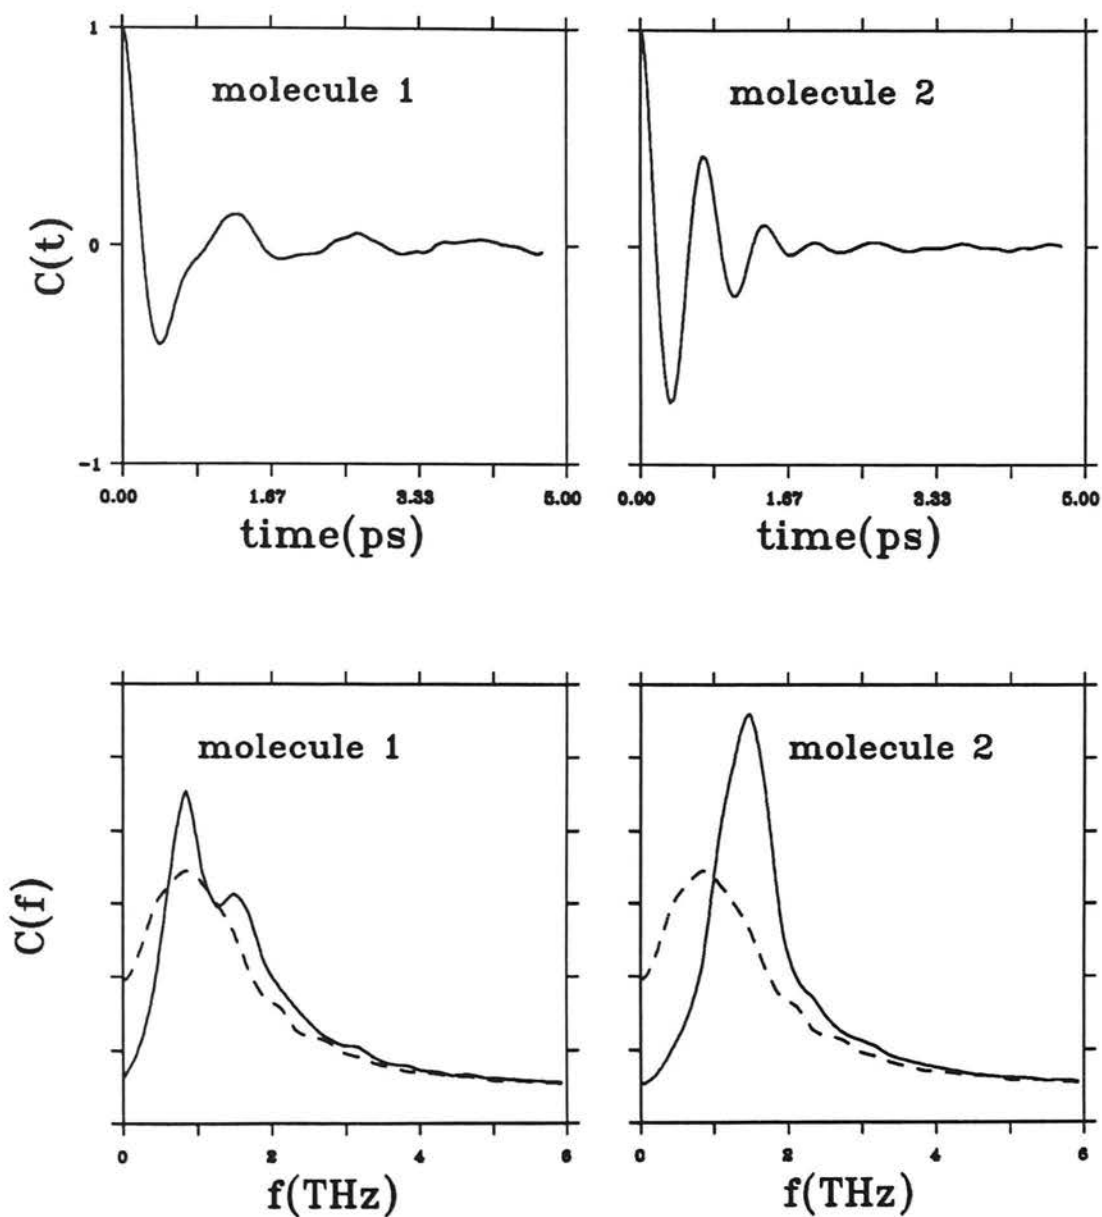 1
molecule 1
molecule 2
C(t)
0
-1
0.00 1.67 3.33 5.00
0.00 1.67 3.33 5.00
time(ps)
time(ps)
molecule 1
molecule 2
C(f)
0 2 4 6
0 2 4 6
f(THz)
f(THz)